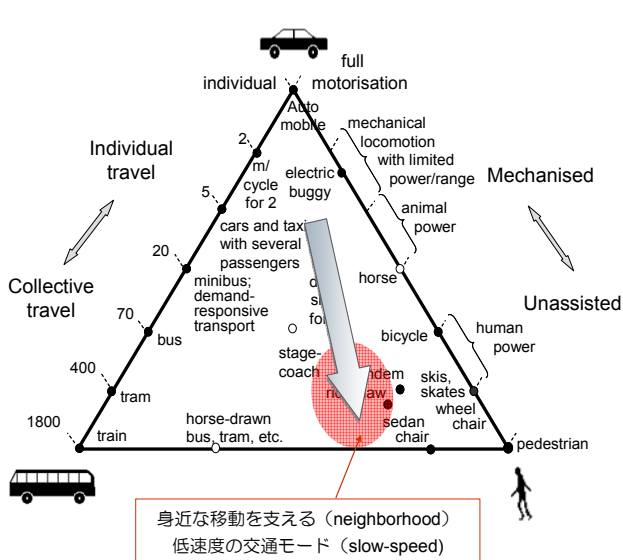 full
individual
motorisation
Auto
mobile
mechanical
locomotion
with limited
power/range
2
m/
cycle
for 2
electric
buggy
Individual
travel
Mechanised
5
animal
power
cars and taxi
with several
passengers
20
minibus;
demand-
responsive
transport
horse
Collective
travel
Unassisted
70
bus
stage-
coach
bicycle
human
power
400
tram
skis,
skates
wheel
chair
1800
train
horse-drawn
bus, tram, etc.
sedan
chair
pedestrian
身近な移動を支える（neighborhood）
低速度の交通モード（slow-speed)